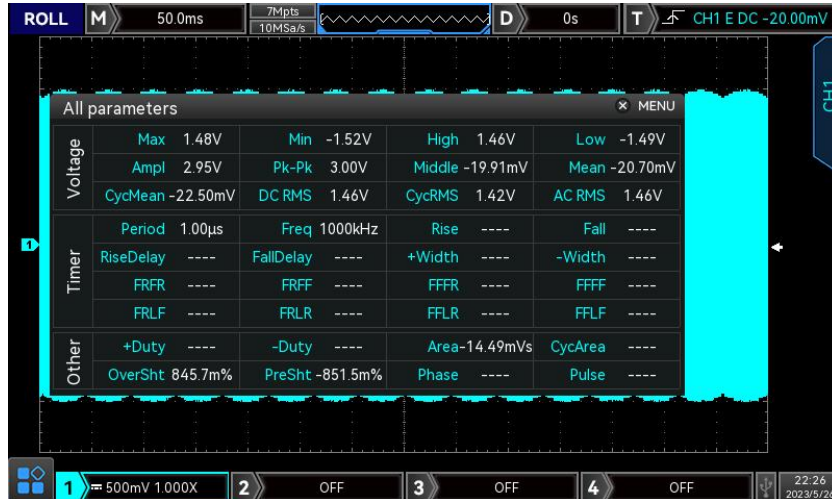 ROLL M 50.0ms 7Mpts 10MSa/s D 0s T CH1 E DC -20.00mV
CH1
All parameters MENU
Voltage
Max 1.48V Min -1.52V High 1.46V Low -1.49V
Ampl 2.95V Pk-Pk 3.00V Middle -19.91mV Mean -20.70mV
CycMean -22.50mV DC RMS 1.46V CycRMS 1.42V AC RMS 1.46V
Timer
Period 1.00µs Freq 1000kHz Rise ---- Fall ----
RiseDelay ---- FallDelay ---- +Width ---- -Width ----
FRFR ---- FRFF ---- FFFR ---- FFFF ----
FRLF ---- FRLR ---- FFLR ---- FFLF ----
Other
+Duty ---- -Duty ---- Area -14.49mVs CycArea ----
OverSht 845.7m% PreSht -851.5m% Phase ---- Pulse ----
1
1 500mV 1.000X 2 OFF 3 OFF 4 OFF 22:26